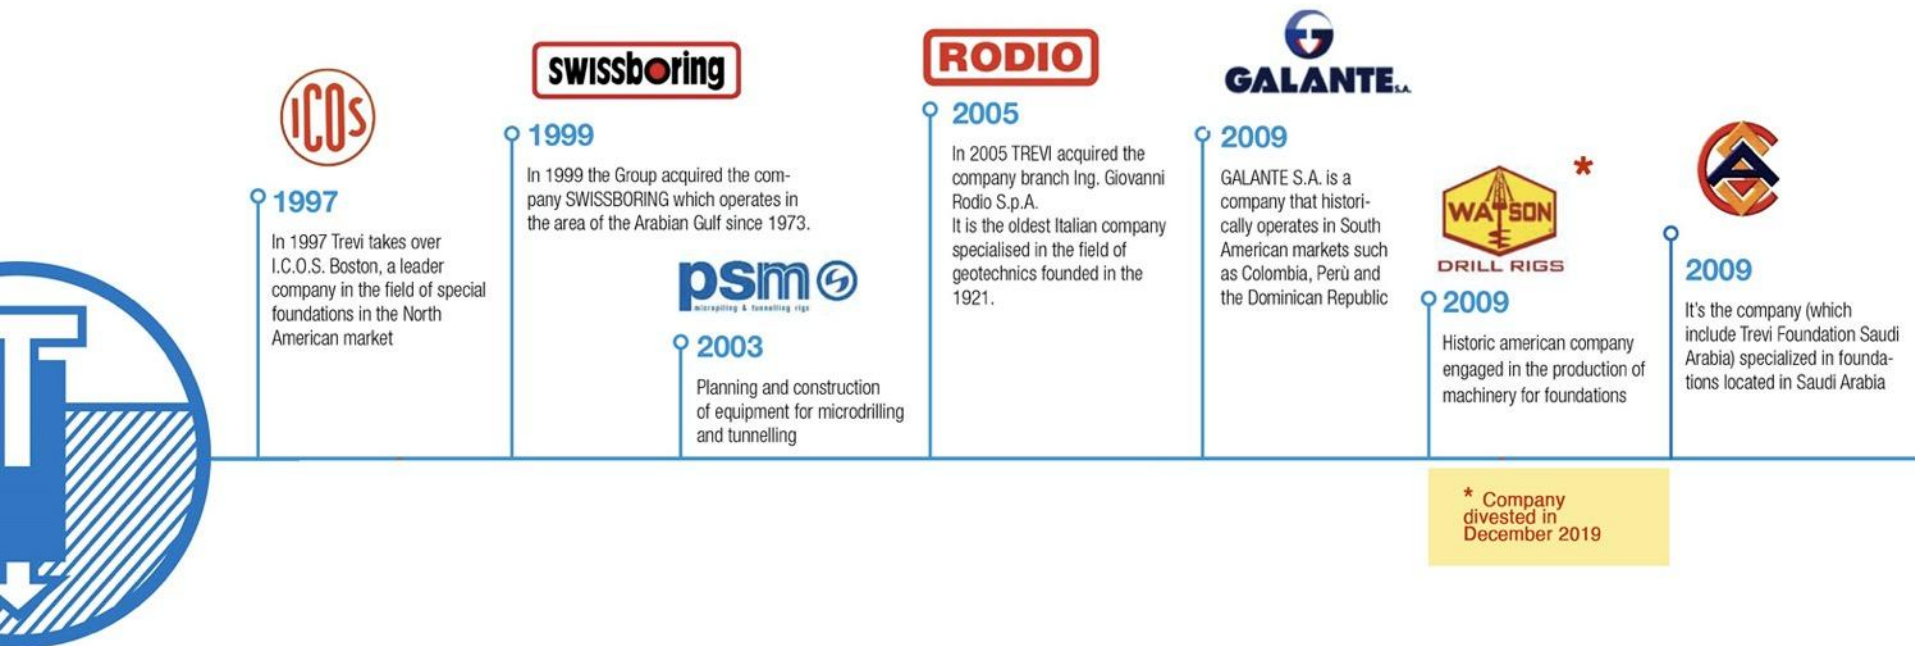 ICOS
1997
In 1997 Trevi takes over
I.C.O.S. Boston, a leader
company in the field of special
foundations in the North
American market
swissboring
1999
In 1999 the Group acquired the com-
pany SWISSBORING which operates in
the area of the Arabian Gulf since 1973.
psm
micropiling & tunnelling rigs
2003
Planning and construction
of equipment for microdrilling
and tunnelling
RODIO
2005
In 2005 TREVI acquired the
company branch Ing. Giovanni
Rodio S.p.A.
It is the oldest Italian company
specialised in the field of
geotechnics founded in the
1921.
GALANTE S.A.
2009
GALANTE S.A. is a
company that histori-
cally operates in South
American markets such
as Colombia, Perù and
the Dominican Republic
*
WATSON
DRILL RIGS
2009
Historic american company
engaged in the production of
machinery for foundations
* Company
divested in
December 2019
2009
It's the company (which
include Trevi Foundation Saudi
Arabia) specialized in founda-
tions located in Saudi Arabia